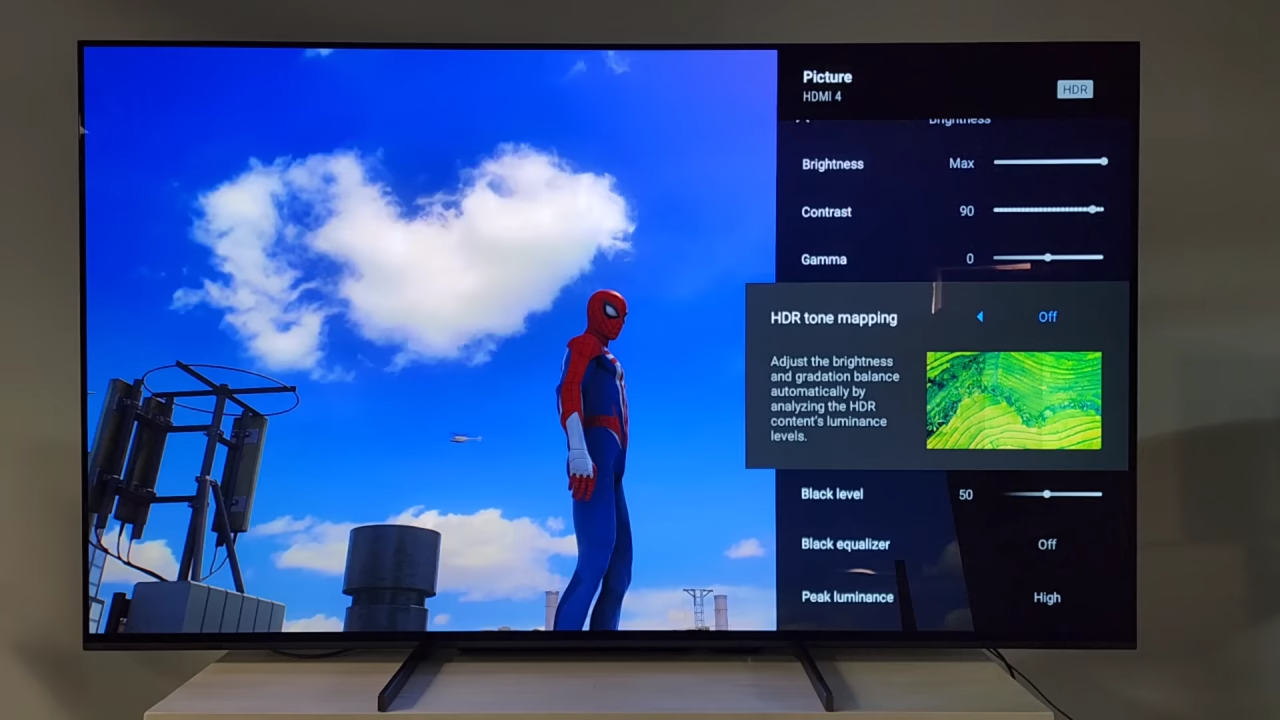 Picture
HDMI 4
HDR
Brightness
Brightness Max
Contrast 90
Gamma 0
HDR tone mapping Off
Adjust the brightness
and gradation balance
automatically by
analyzing the HDR
content's luminance
levels.
Black level 50
Black equalizer Off
Peak luminance High